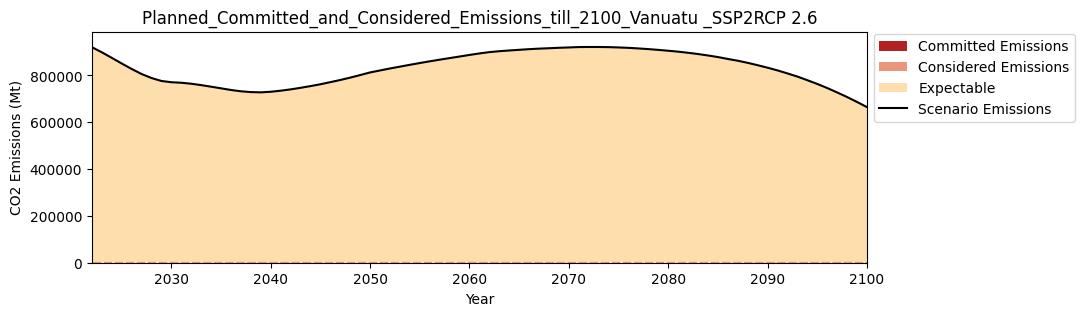 Planned_Committed_and_Considered_Emissions_till_2100_Vanuatu _SSP2RCP 2.6
CO2 Emissions (Mt)
800000
600000
400000
200000
0
2030 2040 2050 2060 2070 2080 2090 2100
Year
Committed Emissions
Considered Emissions
Expectable
Scenario Emissions